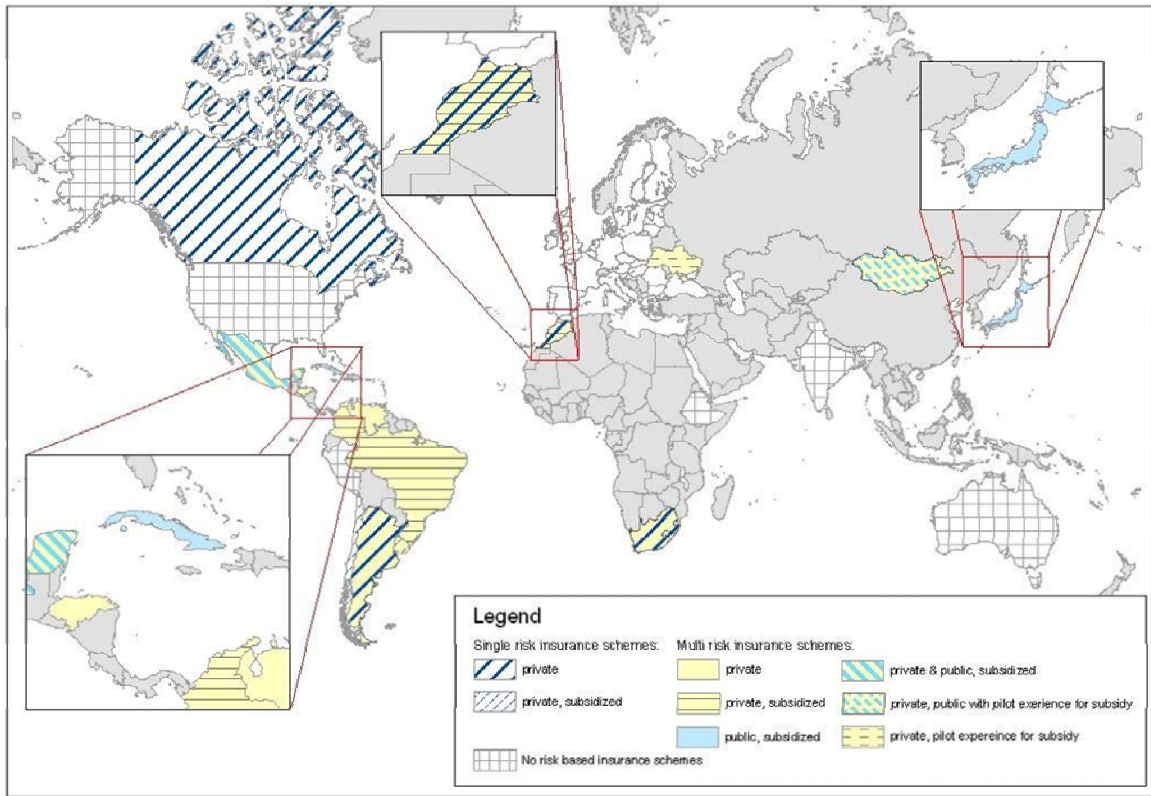 Legend
Single risk insurance schemes:
private
private, subsidized
No risk based insurance schemes
Multi risk insurance schemes:
private
private, subsidized
public, subsidized
private & public, subsidized
private, public with pilot exerience for subsidy
private, pilot expereince for subsidy